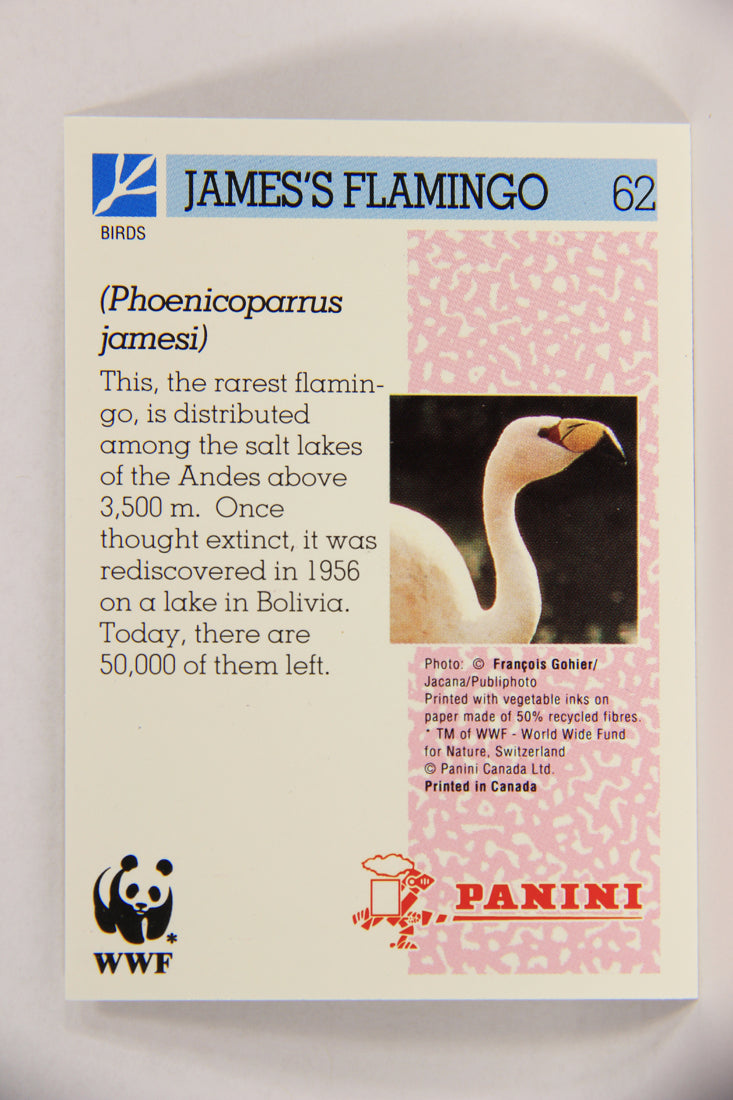 JAMES'S FLAMINGO 62
BIRDS
(Phoenicoparrus
jamesi)
This, the rarest flamin-
go, is distributed
among the salt lakes
of the Andes above
3,500 m. Once
thought extinct, it was
rediscovered in 1956
on a lake in Bolivia.
Today, there are
50,000 of them left.
Photo: © François Gohier/
Jacana/Publiphoto
Printed with vegetable inks on
paper made of 50% recycled fibres.
* TM of WWF - World Wide Fund
for Nature, Switzerland
© Panini Canada Ltd.
Printed in Canada
*
WWF
PANINI